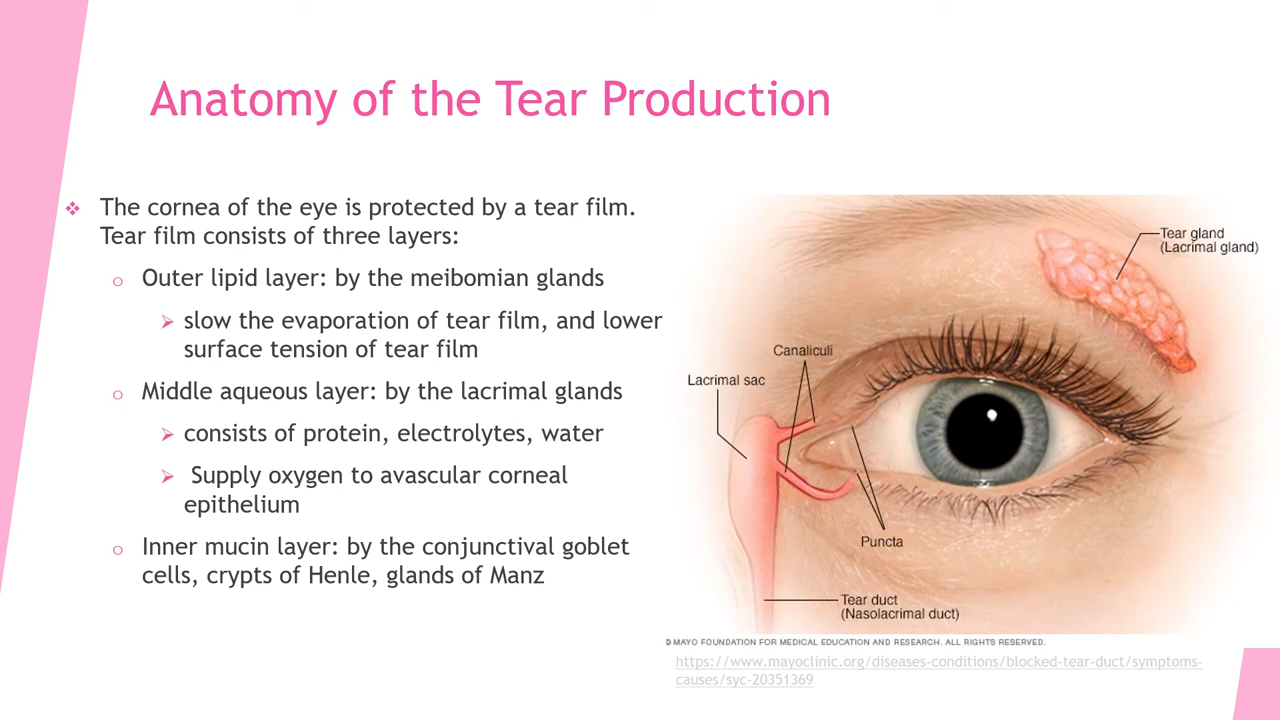 Anatomy of the Tear Production
❖ The cornea of the eye is protected by a tear film.
Tear film consists of three layers:
o Outer lipid layer: by the meibomian glands
➢ slow the evaporation of tear film, and lower
surface tension of tear film
o Middle aqueous layer: by the lacrimal glands
➢ consists of protein, electrolytes, water
➢ Supply oxygen to avascular corneal
epithelium
o Inner mucin layer: by the conjunctival goblet
cells, crypts of Henle, glands of Manz
Tear gland
(Lacrimal gland)
Canaliculi
Lacrimal sac
Puncta
Tear duct
(Nasolacrimal duct)
© MAYO FOUNDATION FOR MEDICAL EDUCATION AND RESEARCH. ALL RIGHTS RESERVED.
https://www.mayoclinic.org/diseases-conditions/blocked-tear-duct/symptoms-
causes/syc-20351369